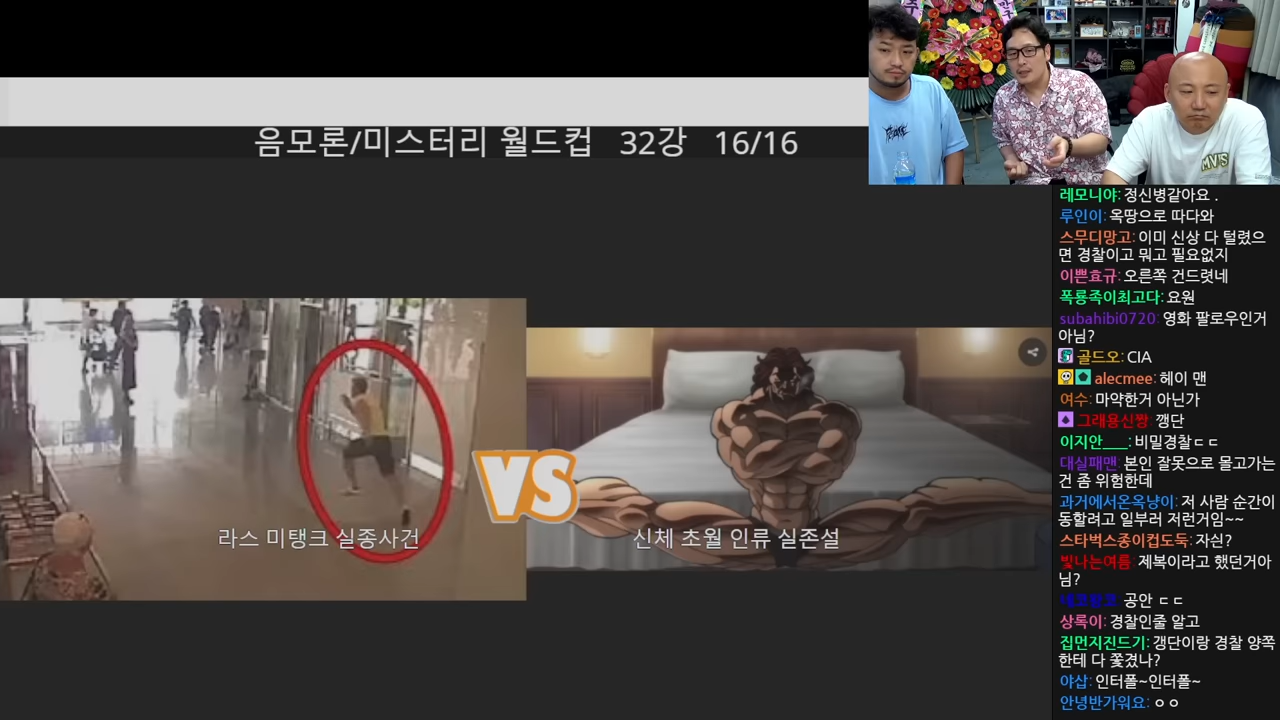 음모론/미스터리 월드컵 32강 16/16
VS
라스 미탱크 실종사건
신체 초월 인류 실존설
MV'S
레모니야: 정신병같아요 .
루인이: 옥땅으로 따다와
스무디망고: 이미 신상 다 털렸으
면 경찰이고 뭐고 필요없지
이쁜효규: 오른쪽 건드렷네
폭룡족이최고다: 요원
subahibi0720: 영화 팔로우인거
아님?
골드오: CIA
alecmee: 헤이 맨
여수: 마약한거 아닌가
그래용신짱: 깽단
이지안___: 비밀경찰ㄷㄷ
대실패맨: 본인 잘못으로 몰고가는
건 좀 위험한데
과거에서온옥냥이: 저 사람 순간이
동할려고 일부러 저런거임~~
스타벅스종이컵도둑: 자쉰?
빛나는여름: 제복이라고 했던거아
님?
공안 ㄷㄷ
상록이: 경찰인줄 알고
집먼지진드기: 갱단이랑 경찰 양쪽
한테 다 쫓겼나?
야삽: 인터폴~인터폴~
안녕반가워요: ㅇㅇ